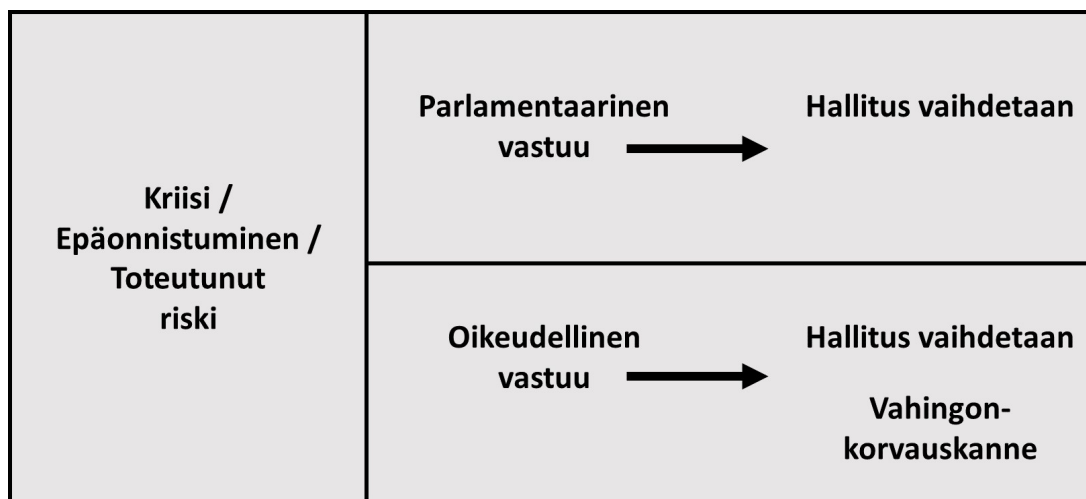 Kriisi /
Epäonnistuminen /
Toteutunut
riski
Parlamentaarinen
vastuu
Hallitus vaihdetaan
Oikeudellinen
vastuu
Hallitus vaihdetaan
Vahingon-
korvauskanne